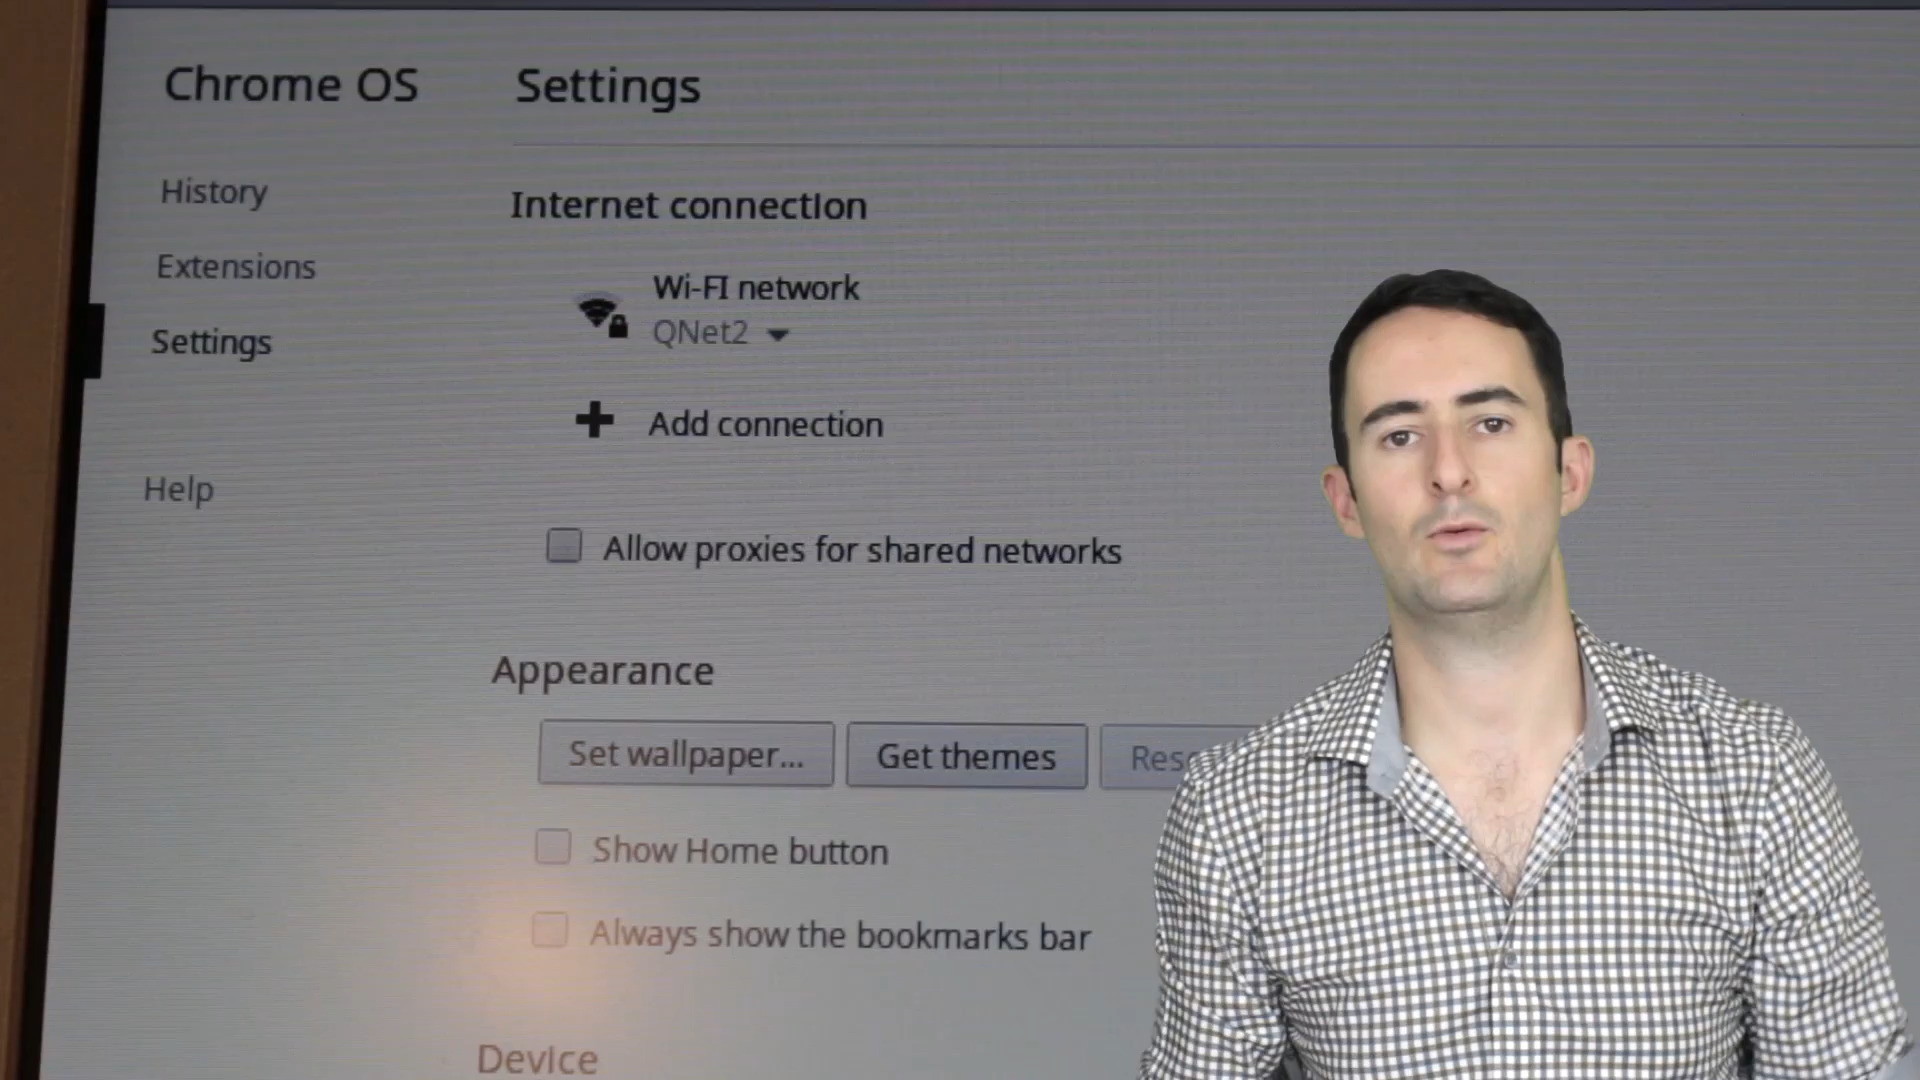 Chrome OS
Settings
History
Extensions
Settings
Help
Internet connection
Wi-Fi network
QNet2
Add connection
Allow proxies for shared networks
Appearance
Set wallpaper...
Get themes
Show Home button
Always show the bookmarks bar
Device